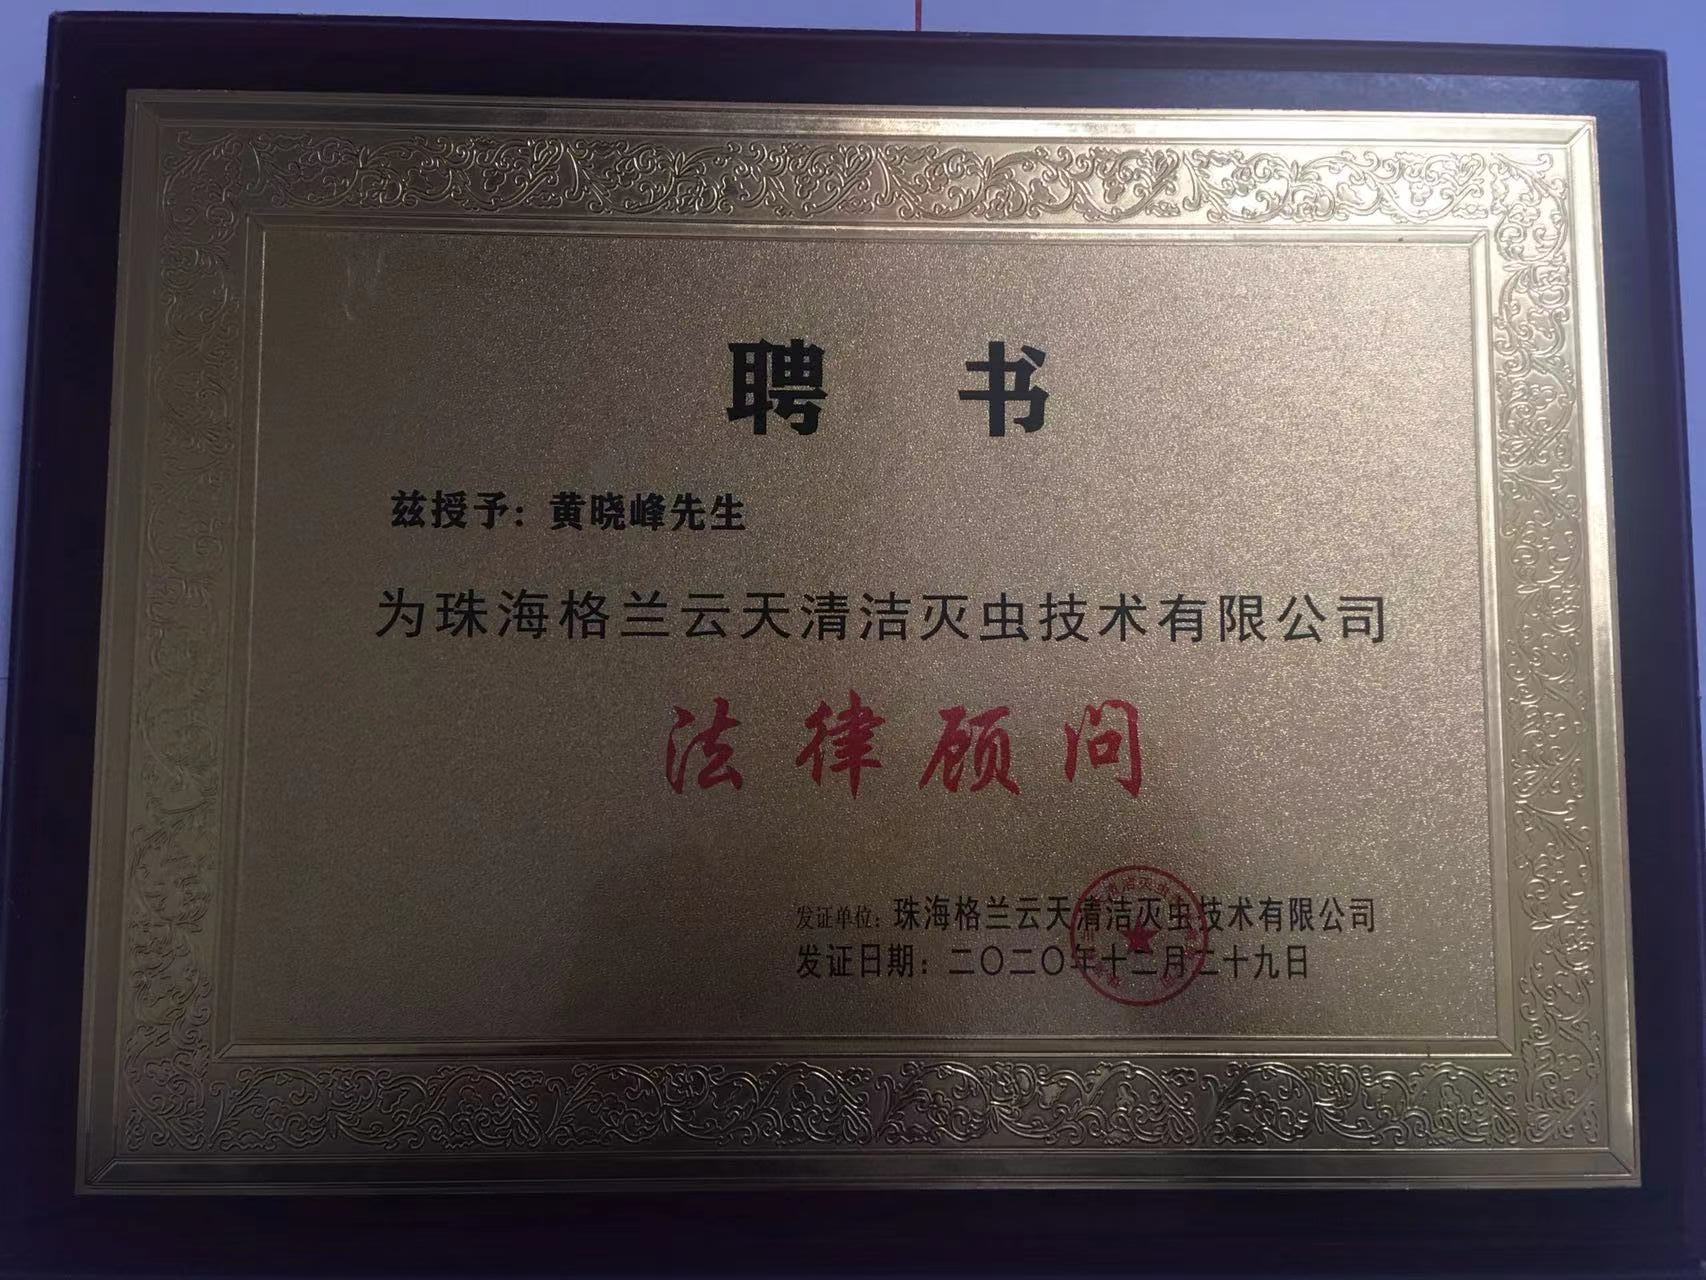 聘书
兹授予：黄晓峰先生
为珠海格兰云天清洁灭虫技术有限公司
法律顾问
发证单位：珠海格兰云天清洁灭虫技术有限公司
发证日期：二〇二〇年十二月二十九日